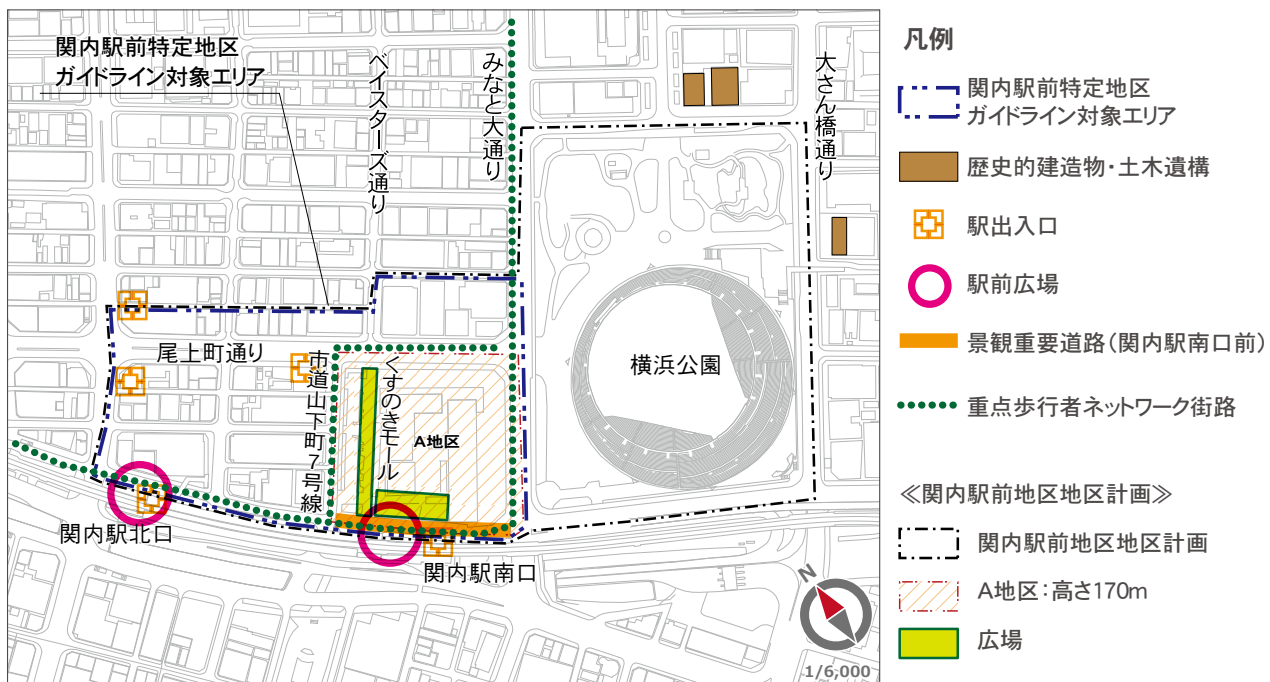 関内駅前特定地区
ガイドライン対象エリア
ベイスターズ通り
みなと大通り
大さん橋通り
尾上町通り
市道山下町7号線
くすのきモール
A地区
横浜公園
関内駅北口
関内駅南口
N
1/6,000
凡例
関内駅前特定地区
ガイドライン対象エリア
歴史的建造物・土木遺構
駅出入口
駅前広場
景観重要道路(関内駅南口前)
重点歩行者ネットワーク街路
≪関内駅前地区地区計画≫
関内駅前地区地区計画
A地区:高さ170m
広場